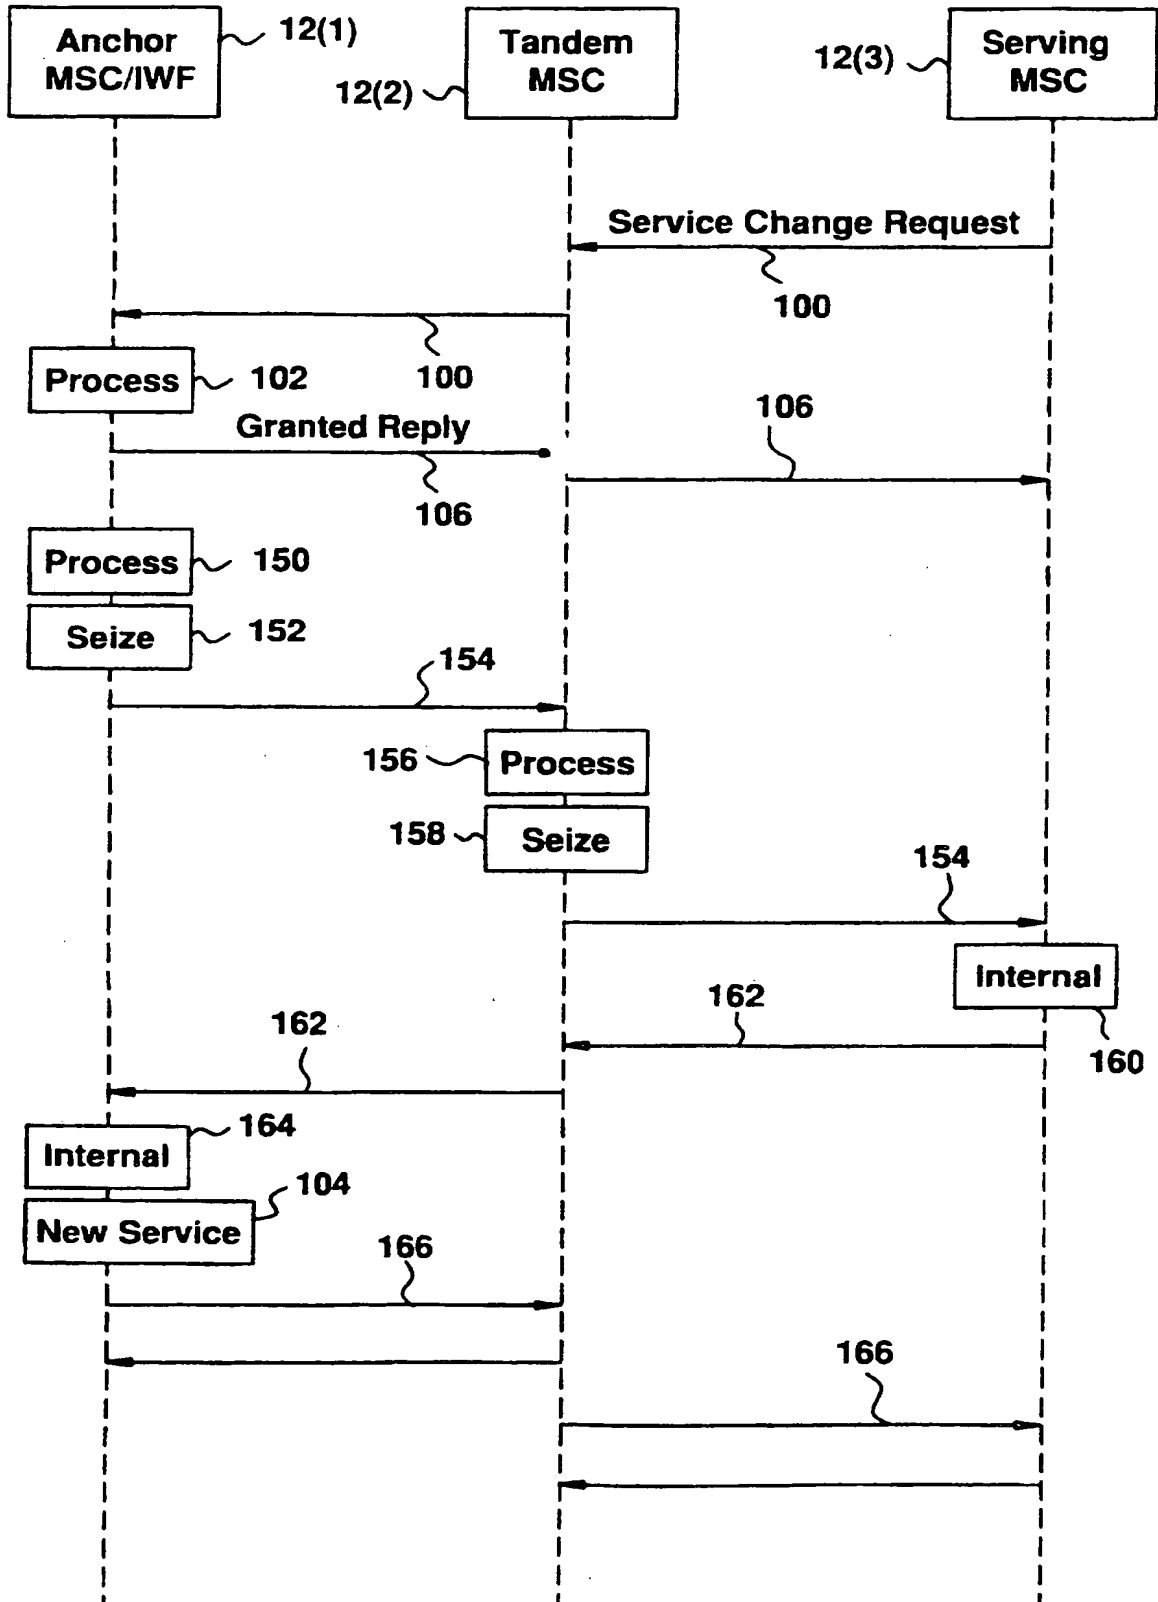 Anchor
MSC/IWF
12(1)
Tandem
MSC
12(2)
Serving
MSC
12(3)
Service Change Request
100
100
Process
102
Granted Reply
106
106
Process
150
Seize
152
154
156
Process
158
Seize
154
Internal
160
162
162
Internal
164
New Service
104
166
166